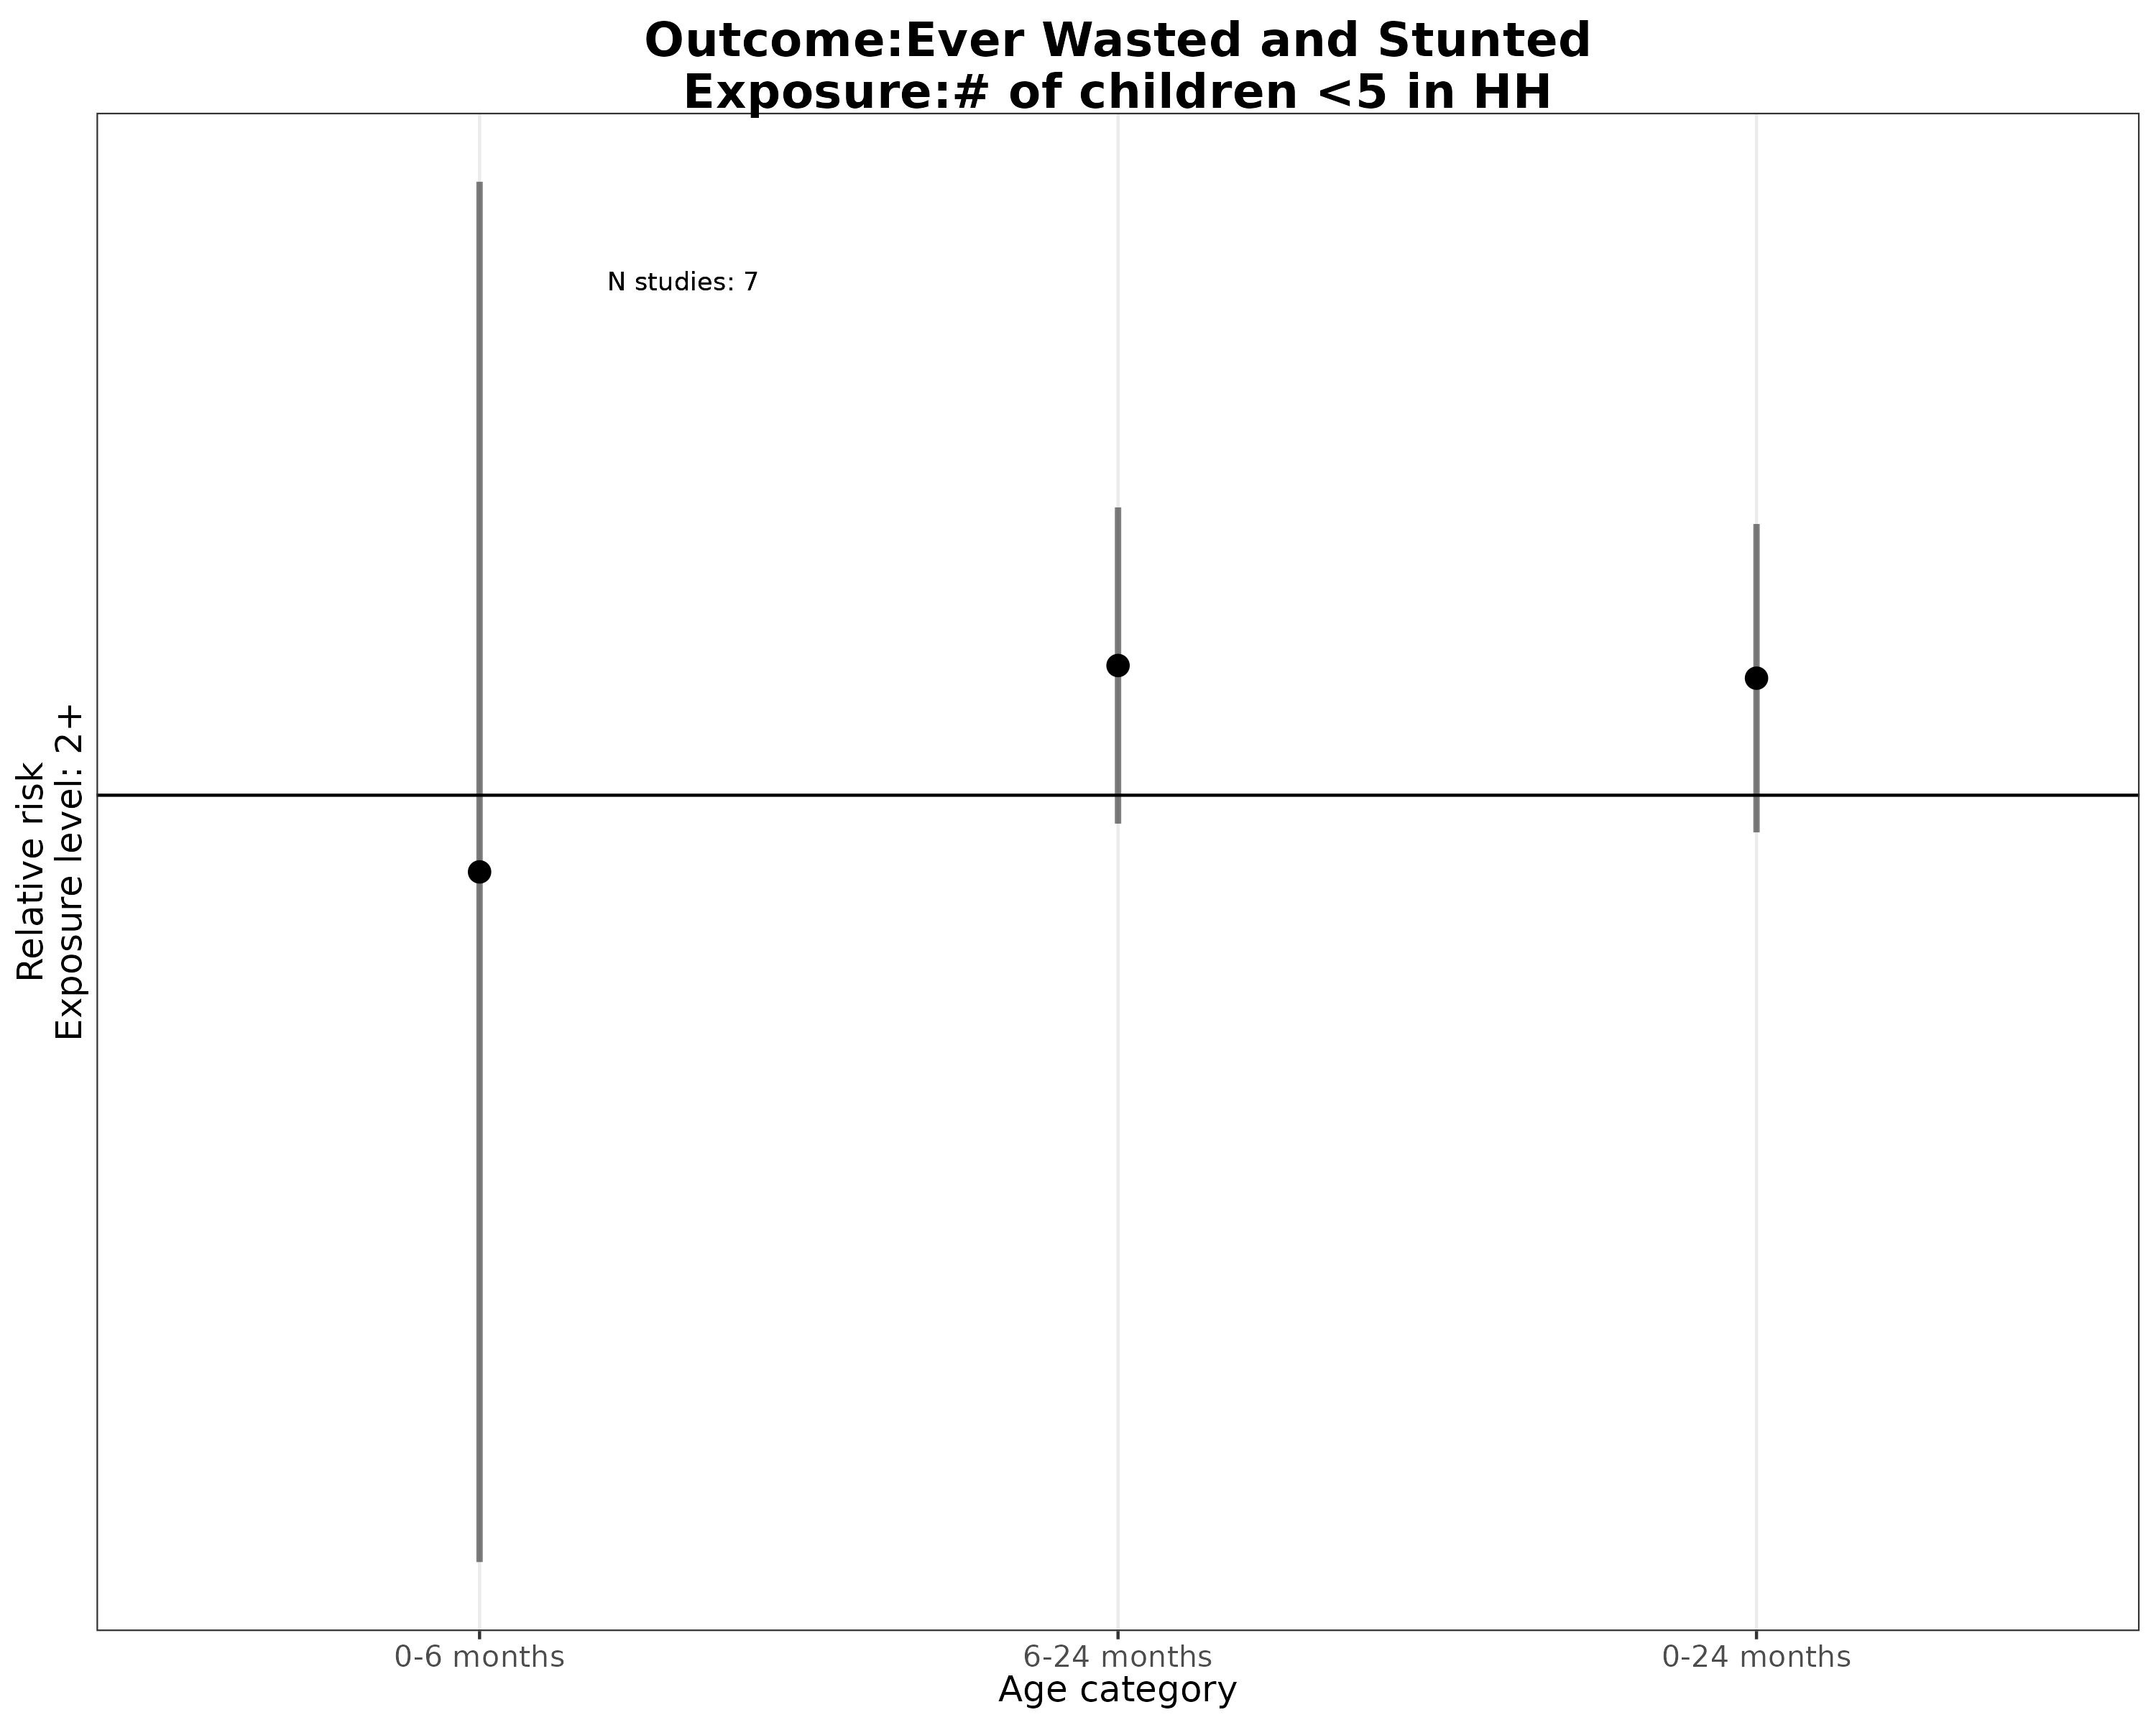 Outcome:Ever Wasted and Stunted
Exposure:# of children <5 in HH
N studies: 7
Relative risk
Exposure level: 2+
0-6 months
6-24 months
0-24 months
Age category